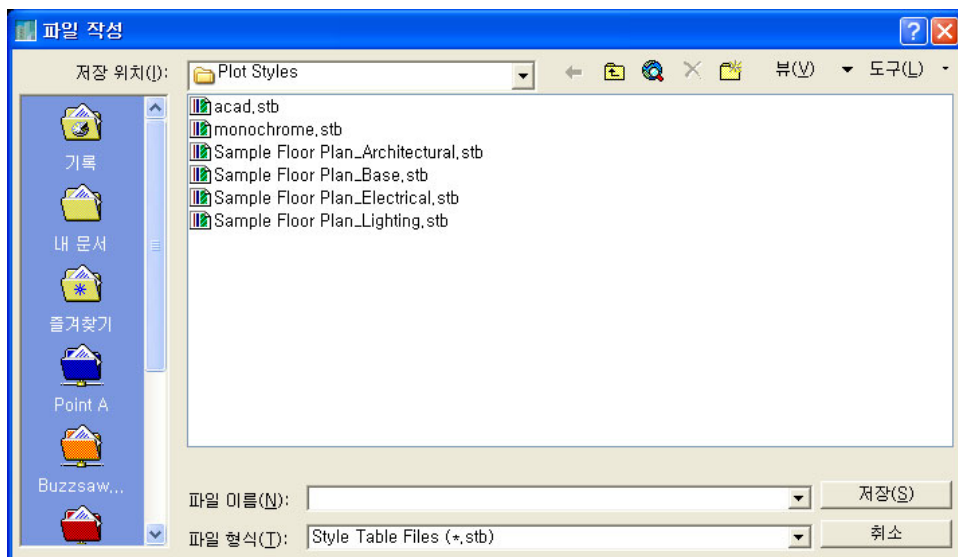 파일 작성
저장 위치(I): Plot Styles 뷰(V) 도구(L)
acad.stb
monochrome.stb
Sample Floor Plan_Architectural.stb
Sample Floor Plan_Base.stb
Sample Floor Plan_Electrical.stb
Sample Floor Plan_Lighting.stb
기록
내 문서
즐겨찾기
Point A
Buzzsaw...
파일 이름(N): 저장(S)
파일 형식(T): Style Table Files (*.stb) 취소